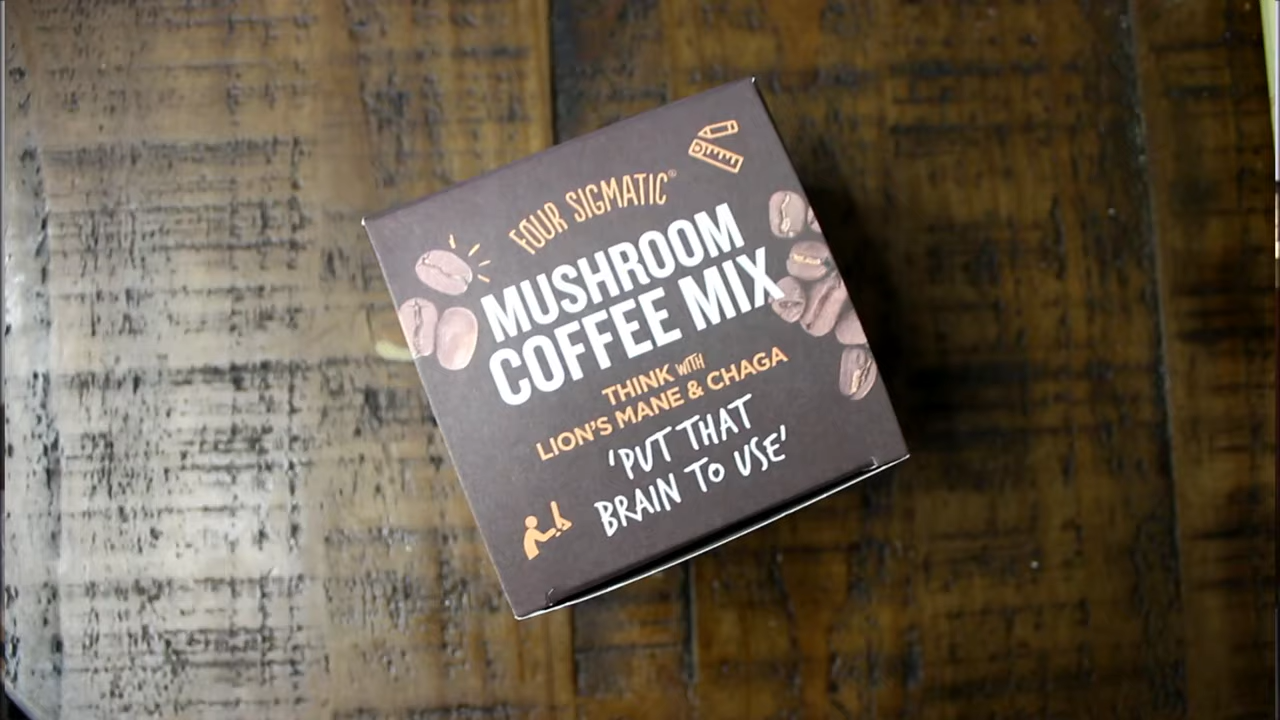 FOUR SIGMATIC®
MUSHROOM
COFFEE MIX
THINK WITH
LION'S MANE & CHAGA
'PUT THAT
BRAIN TO USE'